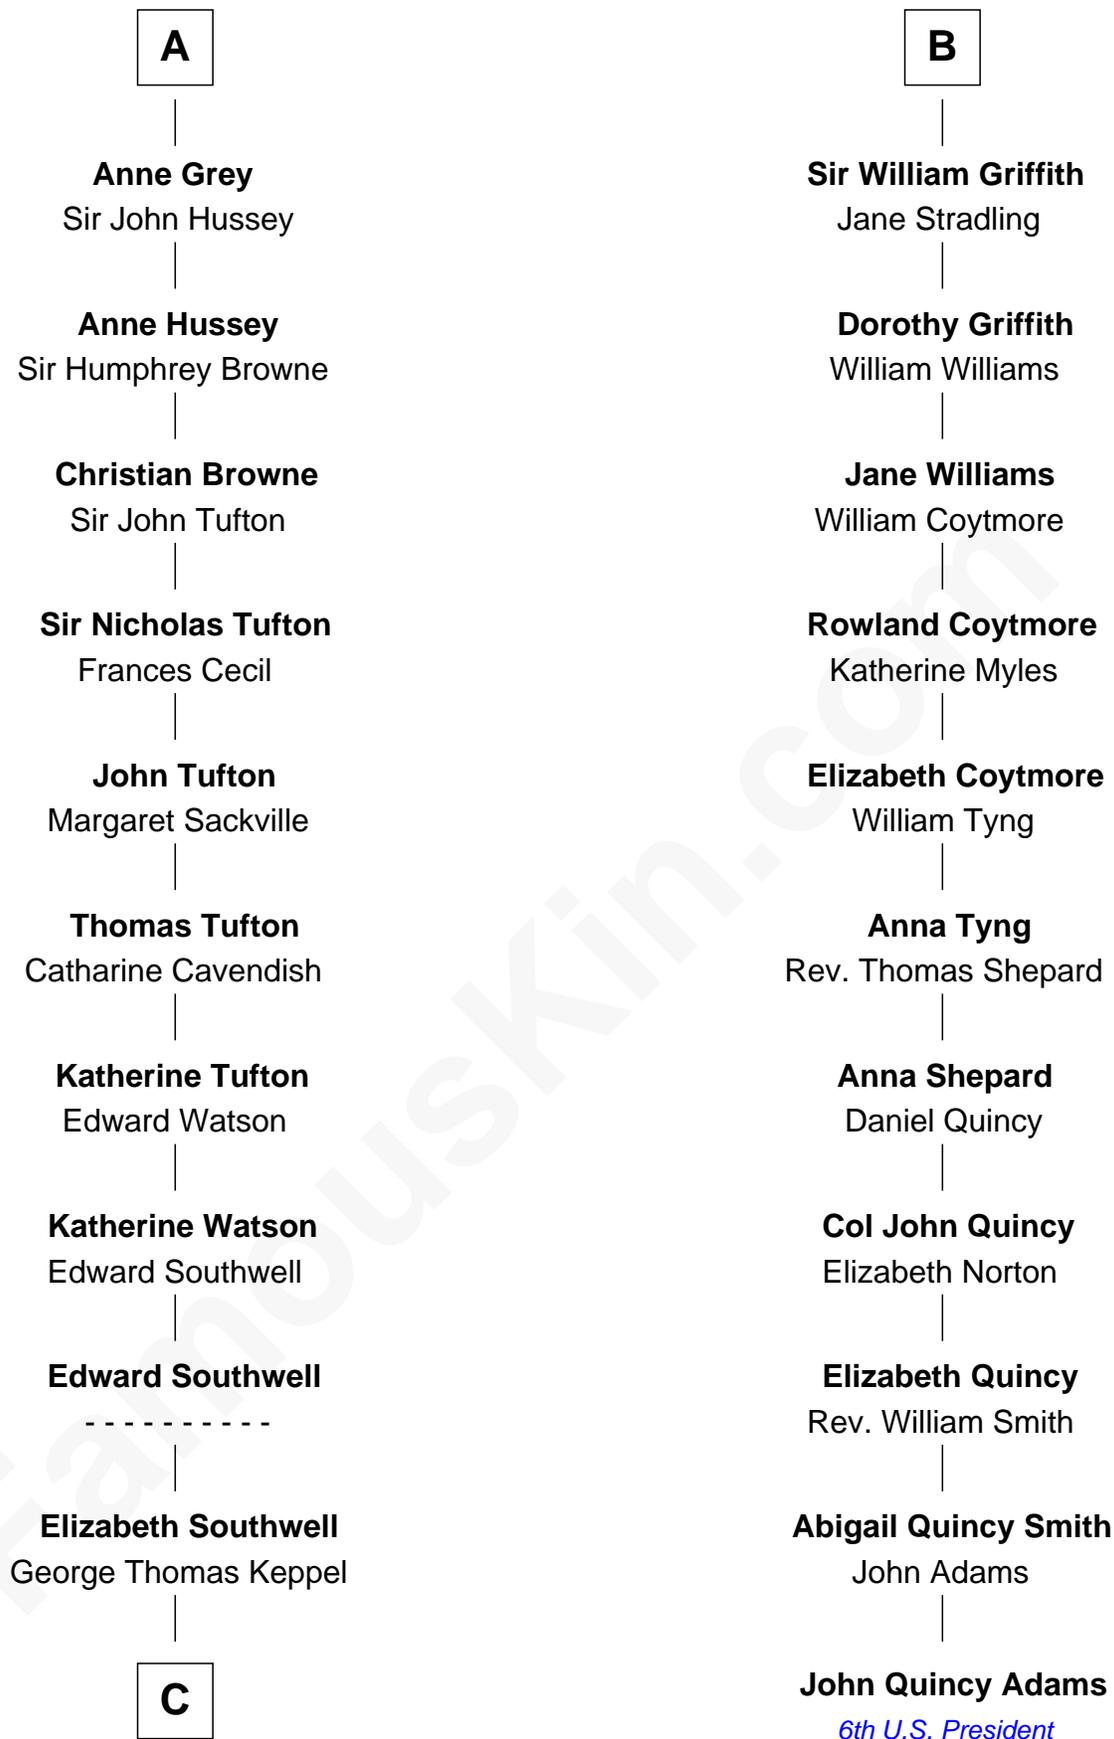 A
Anne Grey
Sir John Hussey
Anne Hussey
Sir Humphrey Browne
Christian Browne
Sir John Tufton
Sir Nicholas Tufton
Frances Cecil
John Tufton
Margaret Sackville
Thomas Tufton
Catharine Cavendish
Katherine Tufton
Edward Watson
Katherine Watson
Edward Southwell
Edward Southwell
- - - - - - - - - -
Elizabeth Southwell
George Thomas Keppel
C
B
Sir William Griffith
Jane Stradling
Dorothy Griffith
William Williams
Jane Williams
William Coytmore
Rowland Coytmore
Katherine Myles
Elizabeth Coytmore
William Tyng
Anna Tyng
Rev. Thomas Shepard
Anna Shepard
Daniel Quincy
Col John Quincy
Elizabeth Norton
Elizabeth Quincy
Rev. William Smith
Abigail Quincy Smith
John Adams
John Quincy Adams
6th U.S. President
FamousKin.com